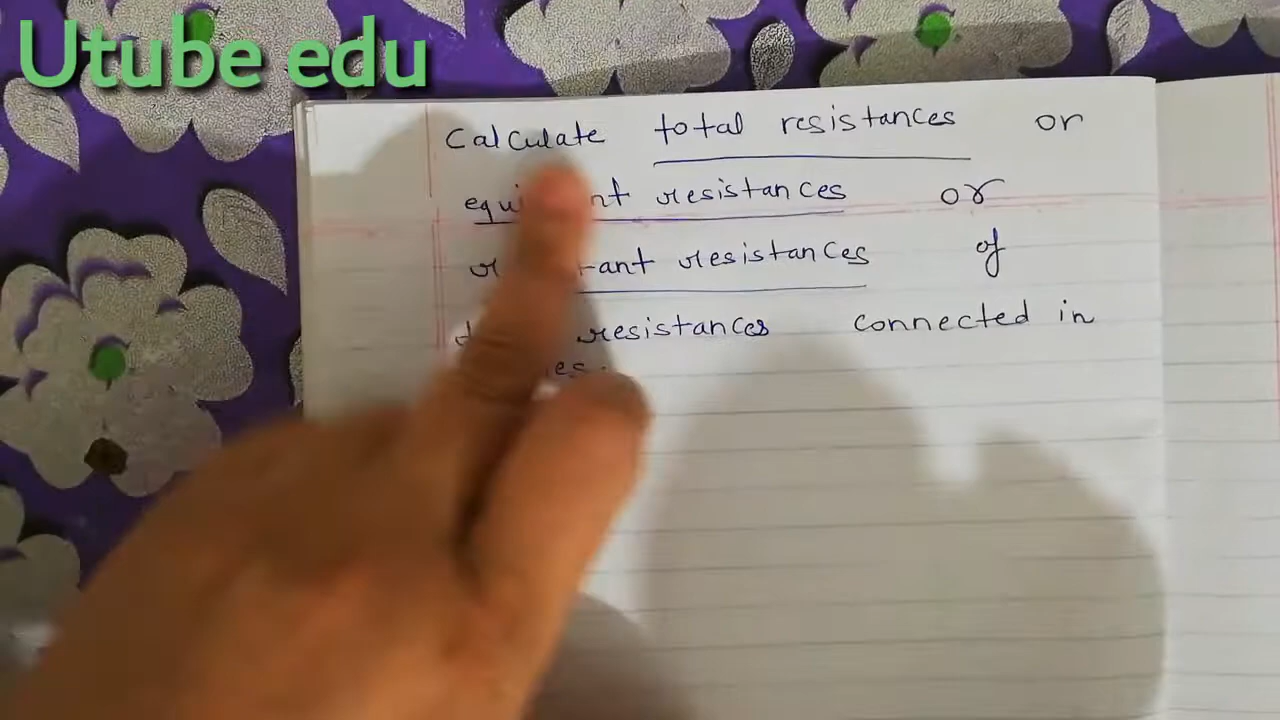 Utube edu
Calculate total resistances or
resistances or
resistances of
resistances connected in